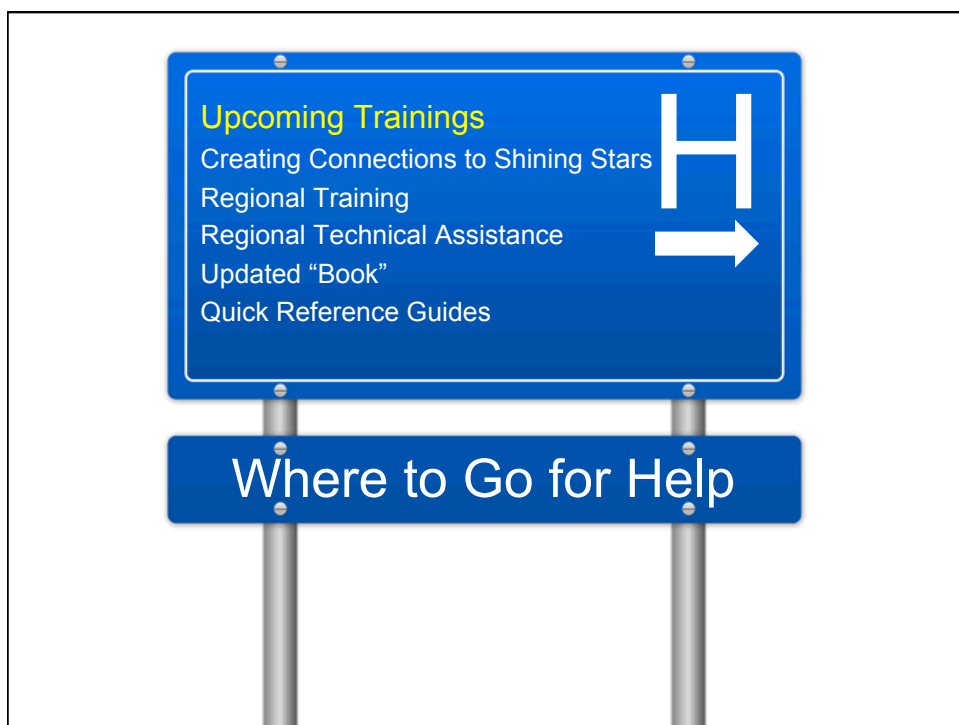 Upcoming Trainings
Creating Connections to Shining Stars
Regional Training
Regional Technical Assistance
Updated “Book”
Quick Reference Guides
H
Where to Go for Help